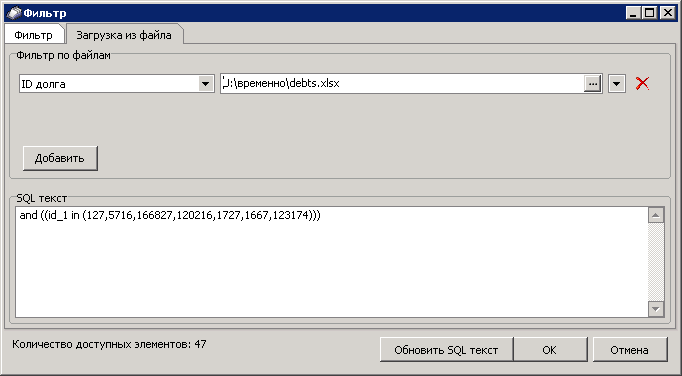 Фильтр
Фильтр Загрузка из файла
Фильтр по файлам
ID долга J:\временно\debts.xlsx ...
Добавить
SQL текст
and ((id_1 in (127,5716,166827,120216,1727,1667,123174)))
Количество доступных элементов: 47
Обновить SQL текст OK Отмена